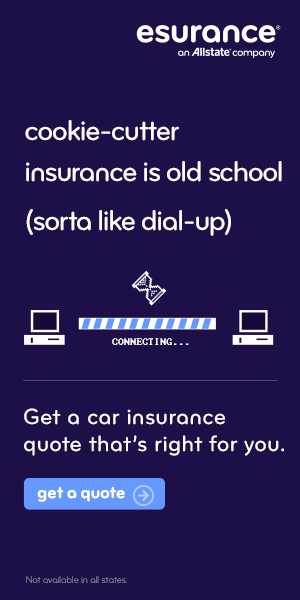 esurance®
an Allstate® company
cookie-cutter
insurance is old school
(sorta like dial-up)
CONNECTING...
Get a car insurance
quote that's right for you.
get a quote
Not available in all states.